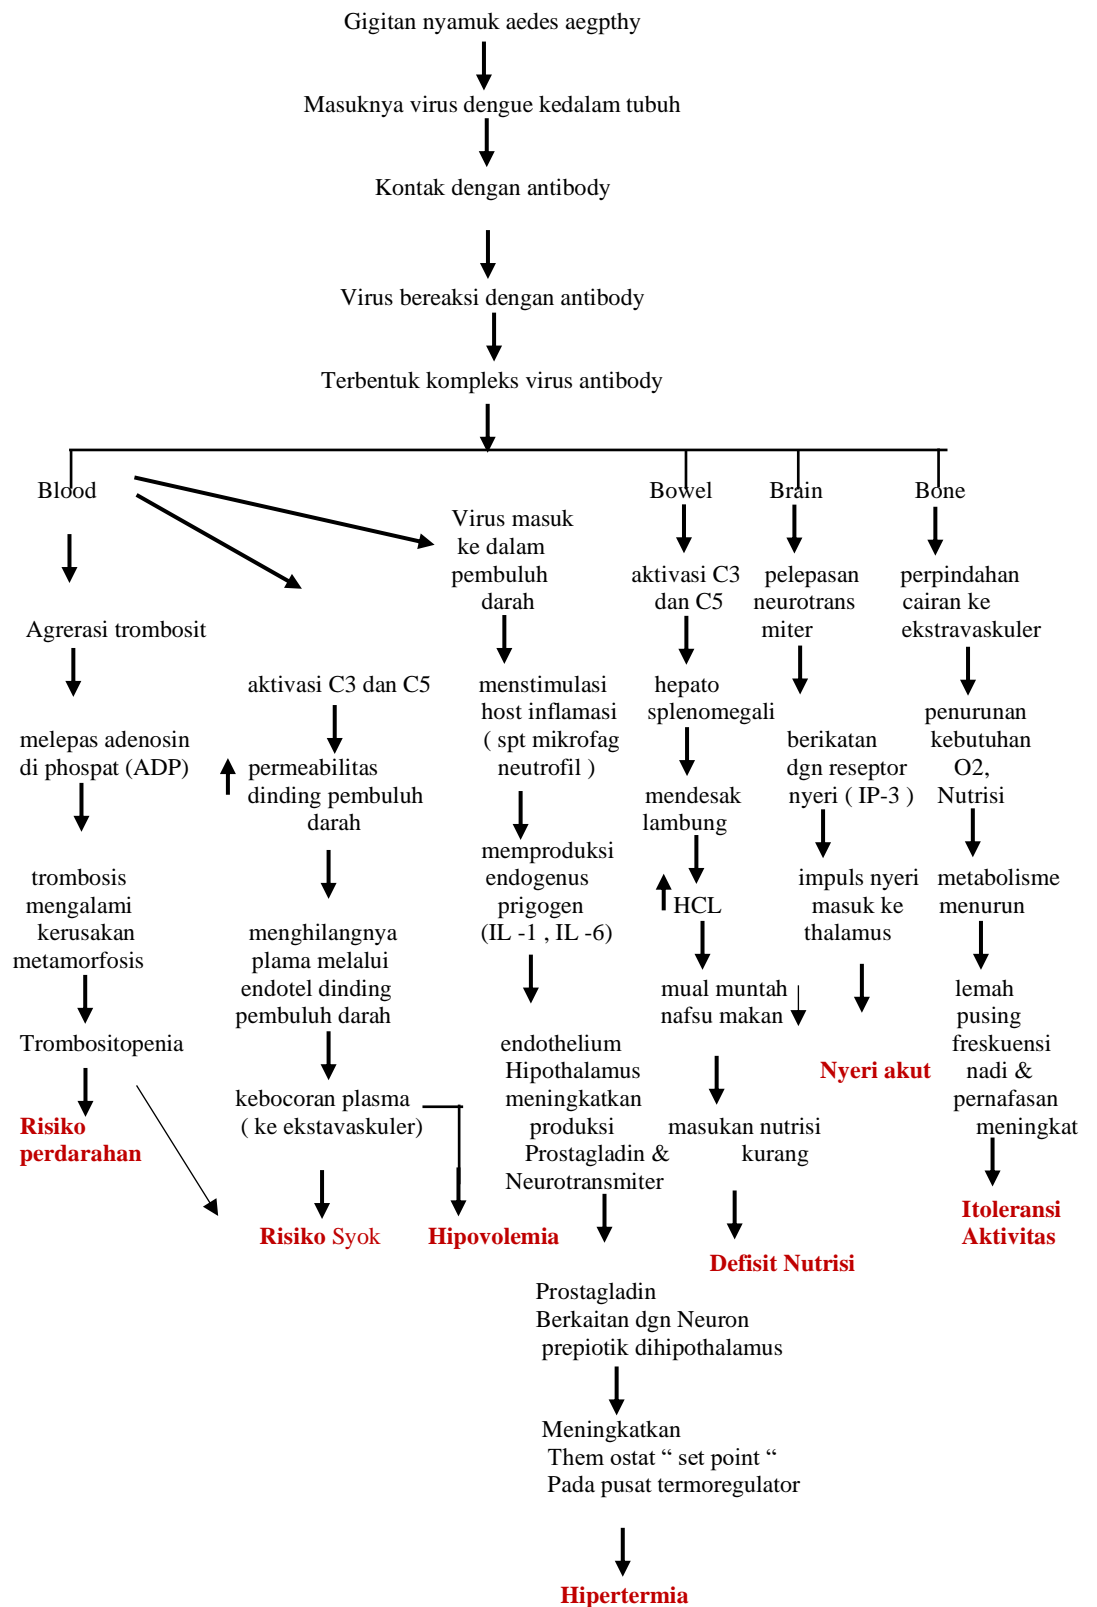 Gigitan nyamuk aedes aegpthy
Masuknya virus dengue kedalam tubuh
Kontak dengan antibody
Virus bereaksi dengan antibody
Terbentuk kompleks virus antibody
Blood
Agrerasi trombosit
melepas adenosin
di phospat (ADP)
trombosis
mengalami
kerusakan
metamorfosis
Trombositopenia
Risiko
perdarahan
aktivasi C3 dan C5
permeabilitas
dinding pembuluh
darah
menghilangnya
plama melalui
endotel dinding
pembuluh darah
kebocoran plasma
( ke ekstavaskuler)
Risiko Syok
Hipovolemia
Virus masuk
ke dalam
pembuluh
darah
menstimulasi
host inflamasi
( spt mikrofag
neutrofil )
memproduksi
endogenus
prigogen
(IL -1 , IL -6)
endothelium
Hipothalamus
meningkatkan
produksi
Prostagladin &
Neurotransmiter
Prostagladin
Berkaitan dgn Neuron
prepiotik dihipothalamus
Meningkatkan
Them ostat “ set point “
Pada pusat termoregulator
Hipertermia
Bowel
aktivasi C3
dan C5
hepato
splenomegali
mendesak
lambung
HCL
mual muntah
nafsu makan
masukan nutrisi
kurang
Defisit Nutrisi
Brain
pelepasan
neurotrans
miter
berikatan
dgn reseptor
nyeri ( IP-3 )
impuls nyeri
masuk ke
thalamus
Nyeri akut
Bone
perpindahan
cairan ke
ekstravaskuler
penurunan
kebutuhan
O2,
Nutrisi
metabolisme
menurun
lemah
pusing
freskuensi
nadi &
pernafasan
meningkat
Itoleransi
Aktivitas